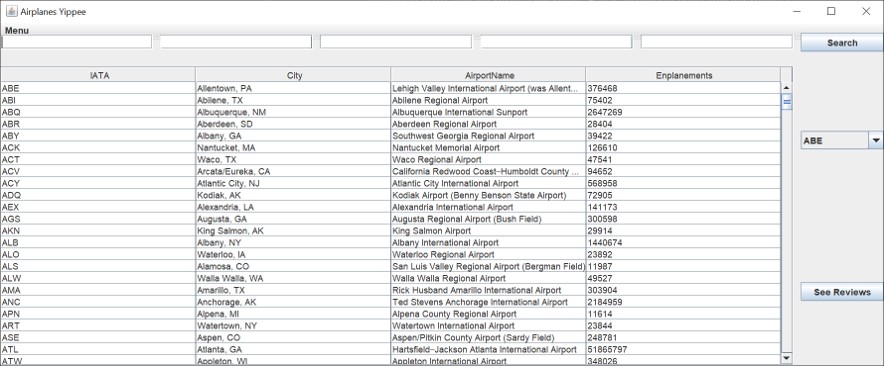 Airplanes Yippee
Menu
Search
IATA City AirportName Enplanements
ABE Allentown, PA Lehigh Valley International Airport (was Allent... 376468
ABI Abilene, TX Abilene Regional Airport 75402
ABQ Albuquerque, NM Albuquerque International Sunport 2647269
ABR Aberdeen, SD Aberdeen Regional Airport 28404
ABY Albany, GA Southwest Georgia Regional Airport 39422
ACK Nantucket, MA Nantucket Memorial Airport 126610
ACT Waco, TX Waco Regional Airport 47541
ABE
ACV Arcata/Eureka, CA California Redwood Coast-Humboldt County ... 94652
ACY Atlantic City, NJ Atlantic City International Airport 568958
ADQ Kodiak, AK Kodiak Airport (Benny Benson State Airport) 72905
AEX Alexandria, LA Alexandria International Airport 141173
AGS Augusta, GA Augusta Regional Airport (Bush Field) 300598
AKN King Salmon, AK King Salmon Airport 29914
ALB Albany, NY Albany International Airport 1440674
ALO Waterloo, IA Waterloo Regional Airport 23892
ALS Alamosa, CO San Luis Valley Regional Airport (Bergman Field) 11987
ALW Walla Walla, WA Walla Walla Regional Airport 49527
AMA Amarillo, TX Rick Husband Amarillo International Airport 303904
See Reviews
ANC Anchorage, AK Ted Stevens Anchorage International Airport 2184959
APN Alpena, MI Alpena County Regional Airport 11614
ART Watertown, NY Watertown International Airport 23844
ASE Aspen, CO Aspen/Pitkin County Airport (Sardy Field) 248781
ATL Atlanta, GA Hartsfield-Jackson Atlanta International Airport 51865797
ATW Appleton, WI Appleton International Airport 348026